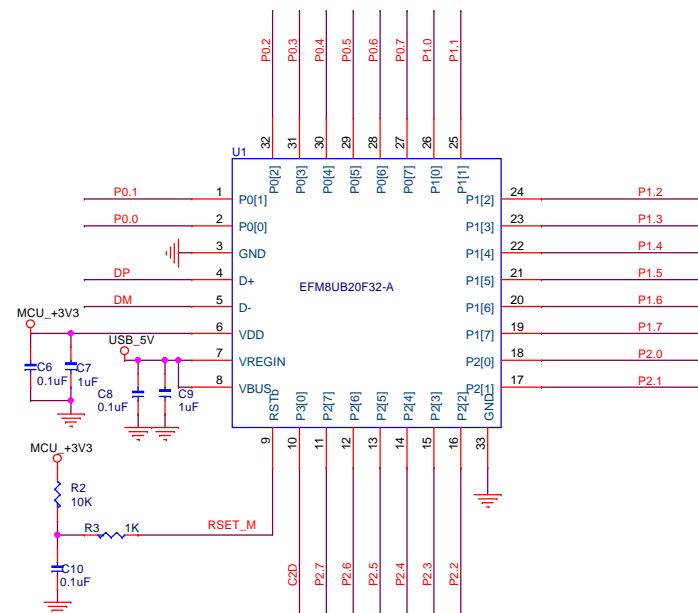 P0.2 P0.3 P0.4 P0.5 P0.6 P0.7 P1.0 P1.1
32 31 30 29 28 27 26 25
U1
P0[2] P0[3] P0[4] P0[5] P0[6] P0[7] P1[0] P1[1]
P0.1 1 P0[1] P1[2] 24 P1.2
P0.0 2 P0[0] P1[3] 23 P1.3
3 GND P1[4] 22 P1.4
DP 4 D+ P1[5] 21 P1.5
EFM8UB20F32-A
DM 5 D- P1[6] 20 P1.6
MCU_+3V3
6 VDD P1[7] 19 P1.7
USB_5V
7 VREGIN P2[0] 18 P2.0
C6 C7
0.1uF 1uF
8 VBUS P2[1] 17 P2.1
C8 C9
0.1uF 1uF
RSTb P3[0] P2[7] P2[6] P2[5] P2[4] P2[3] P2[2] GND
9 10 11 12 13 14 15 16 33
MCU_+3V3
R2
10K
R3 1K RSET_M
C10
0.1uF
C2D P2.7 P2.6 P2.5 P2.4 P2.3 P2.2